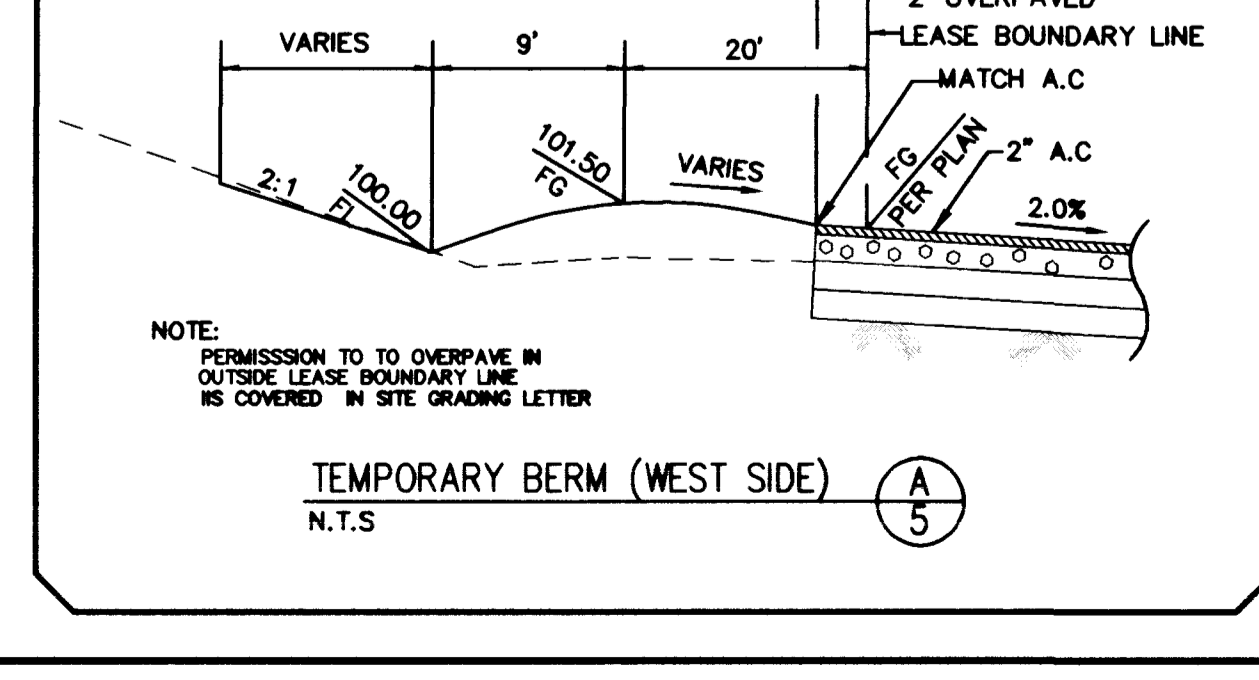 2' OVERPAVED
LEASE BOUNDARY LINE
VARIES
9'
20'
MATCH A.C
101.50
FG
VARIES
FG
PER PLAN
2" A.C
2:1
100.00
FL
2.0%
NOTE:
PERMISSSION TO TO OVERPAVE IN
OUTSIDE LEASE BOUNDARY LINE
IIS COVERED IN SITE GRADING LETTER
TEMPORARY BERM (WEST SIDE)
N.T.S
A
5